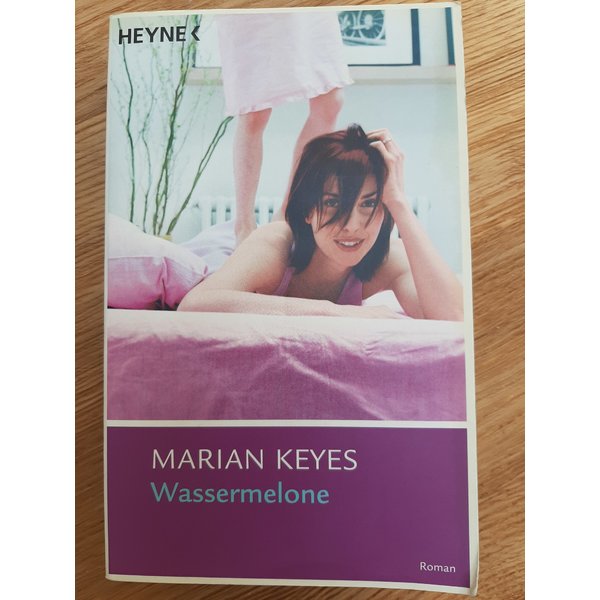 HEYNE
MARIAN KEYES
Wassermelone
Roman